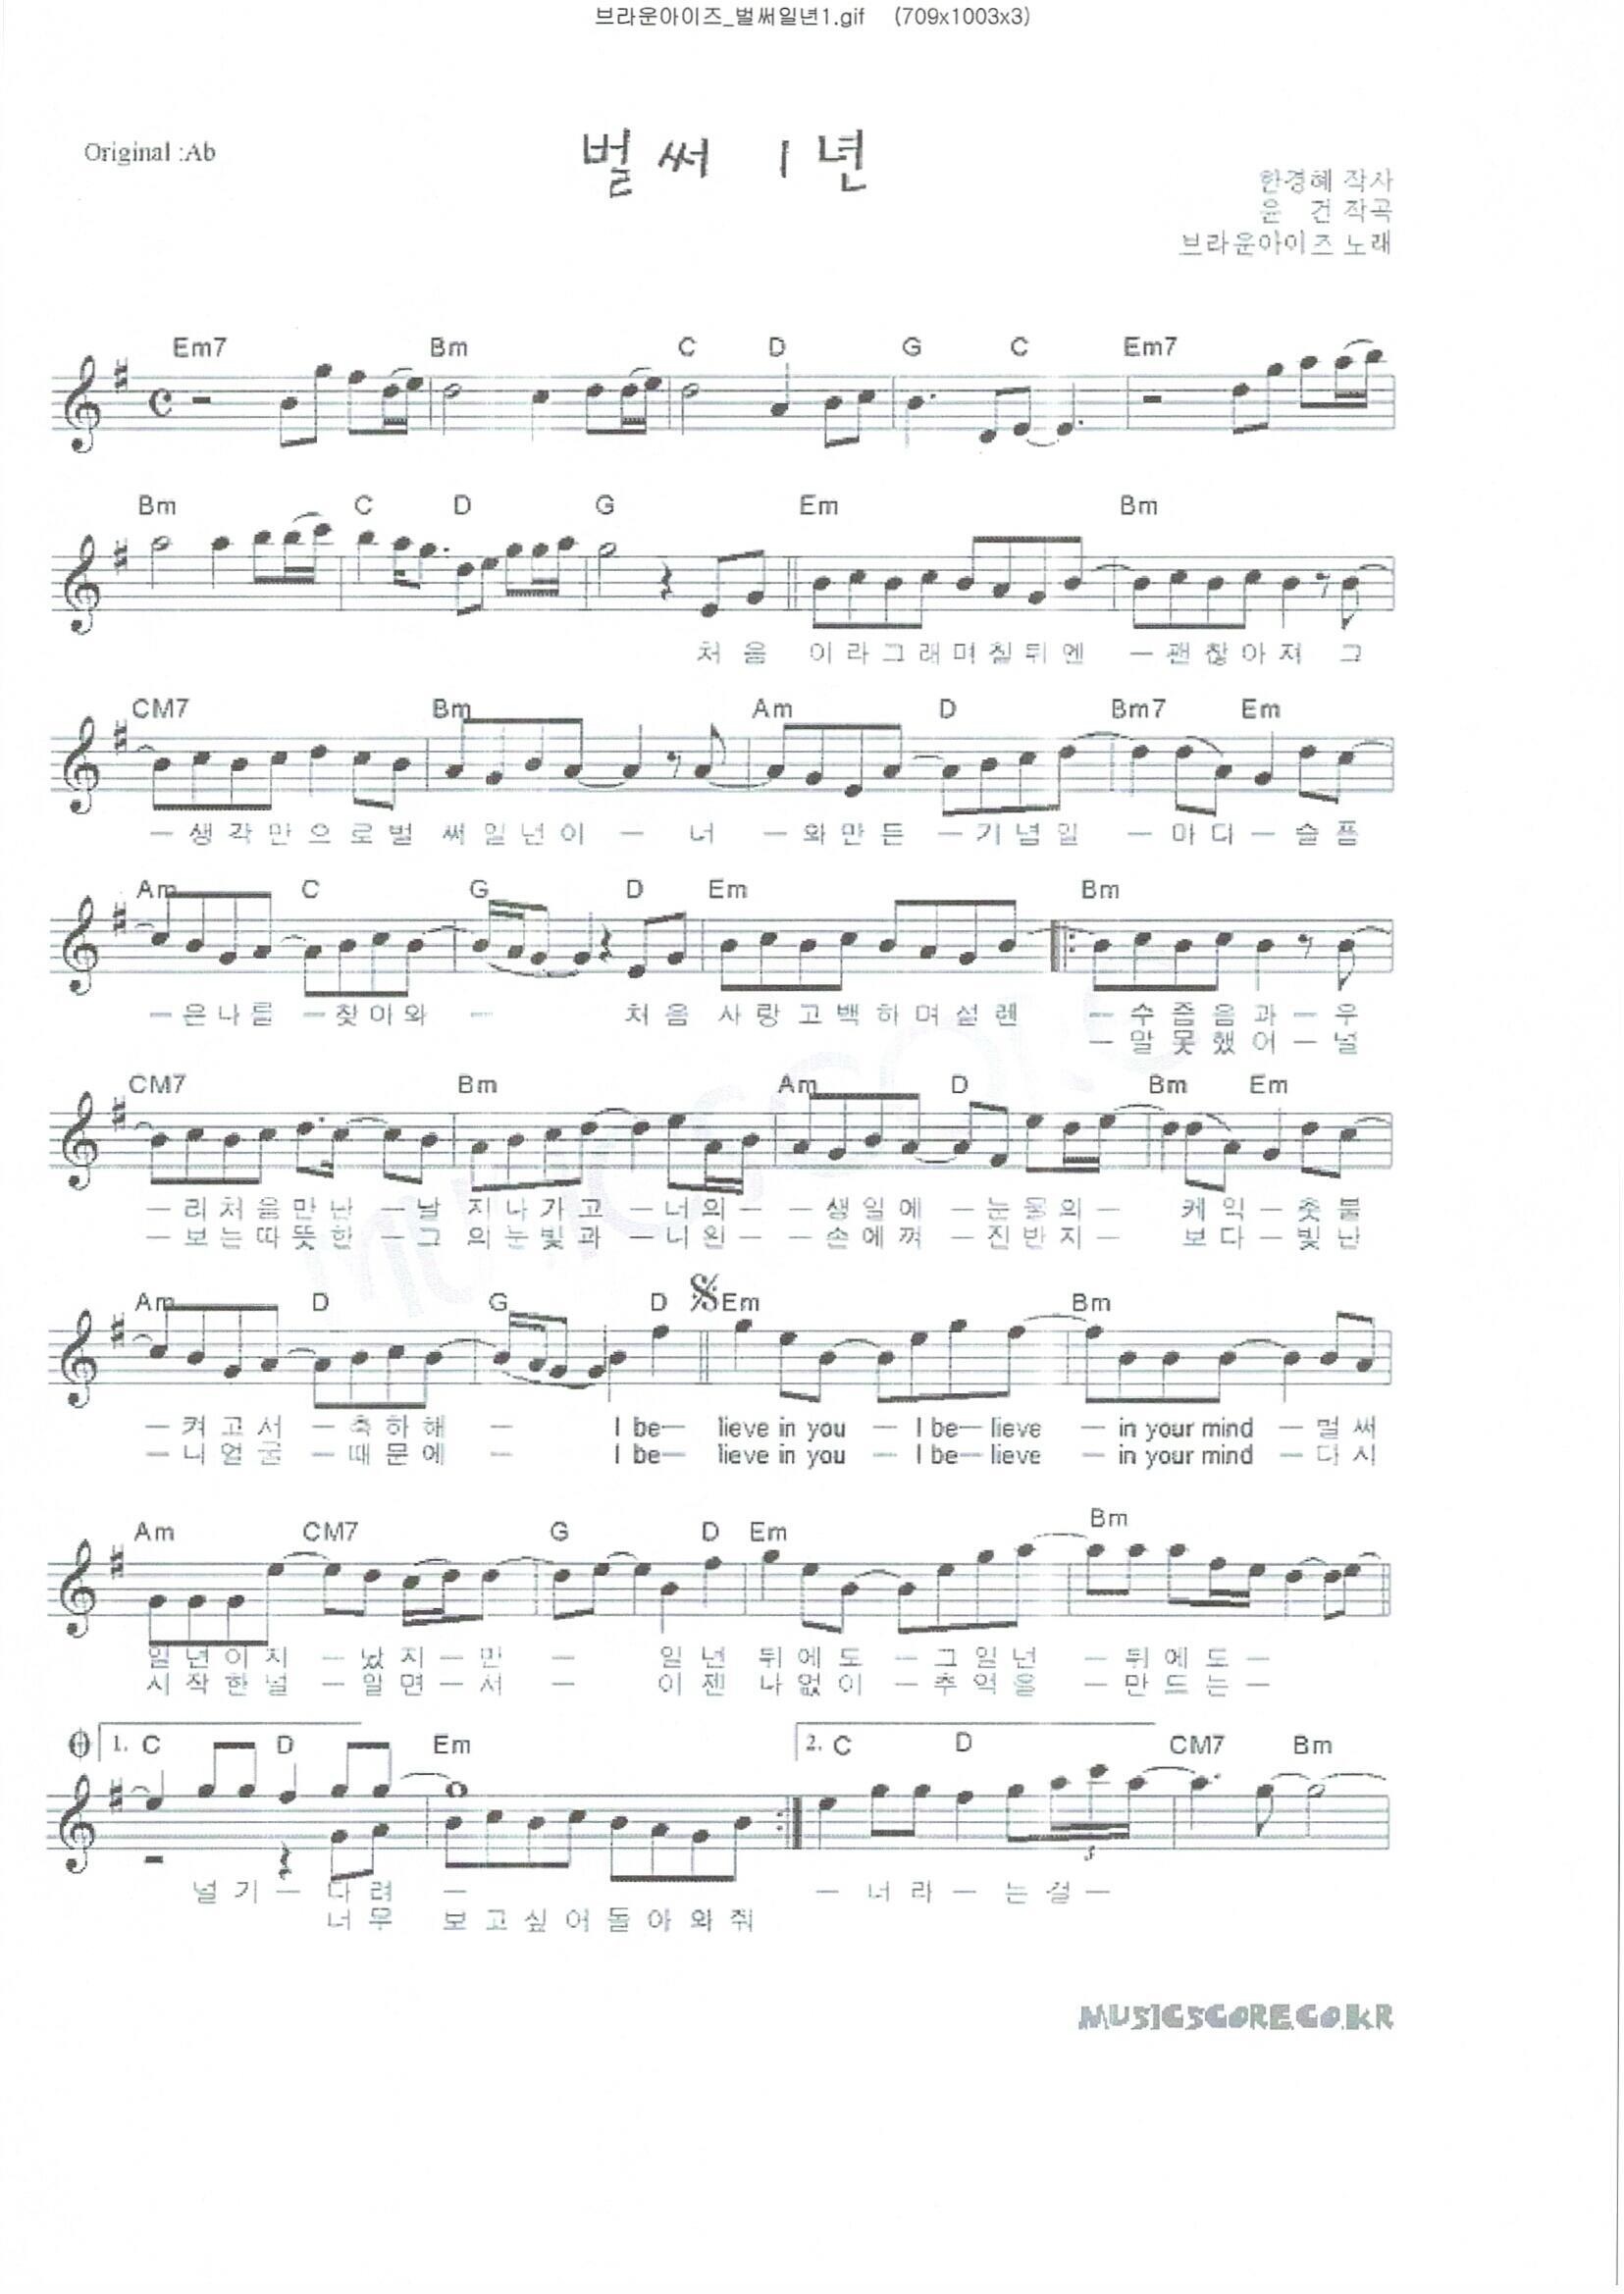 브라운아이즈_벌써일년1.gif (709x1003x3)
Original :Ab
벌써 1년
한경혜 작사
윤 건 작곡
브라운아이즈 노래
Em7 Bm C D G C Em7
Bm C D G Em Bm
처 음 이 라 그 래 며 칠 뒤 엔 — 괜 찮 아 져 그
CM7 Bm Am D Bm7 Em
— 생 각 만 으 로 벌 써 일 년 이 — 너 — 와 만 든 — 기 념 일 — 마 다 — 슬 픔
Am C G D Em Bm
— 은 나 를 — 찾 아 와 — 처 음 사 랑 고 백 하 며 설 렌 — 수 줍 음 과 — 우
— 말 못 했 어 — 널
CM7 Bm Am D Bm Em
— 리 처 음 만 난 — 날 지 나 가 고 — 너 의 — — 생 일 에 — 눈 물 의 — 케 익 — 촛 불
— 보 는 따 뜻 한 — 그 의 눈 빛 과 — 니 왼 — — 손 에 껴 — 진 반 지 — 보 다 — 빛 난
Am D G D Em Bm
— 켜 고 서 — 축 하 해 — I be— lieve in you — I be— lieve — in your mind — 벌 써
— 니 얼 굴 — 때 문 에 — I be— lieve in you — I be— lieve — in your mind — 다 시
Am CM7 G D Em Bm
일 년 이 지 — 났 지 — 만 — 일 년 뒤 에 도 — 그 일 년 — 뒤 에 도 —
시 작 한 널 — 알 면 — 서 — 이 젠 나 없 이 — 추 억 을 — 만 드 는 —
1. C D Em 2. C D CM7 Bm
3
널 기 — 다 려 — — 너 라 — 는 걸 —
너 무 보 고 싶 어 돌 아 와 줘
MUSICSCORE.CO.KR